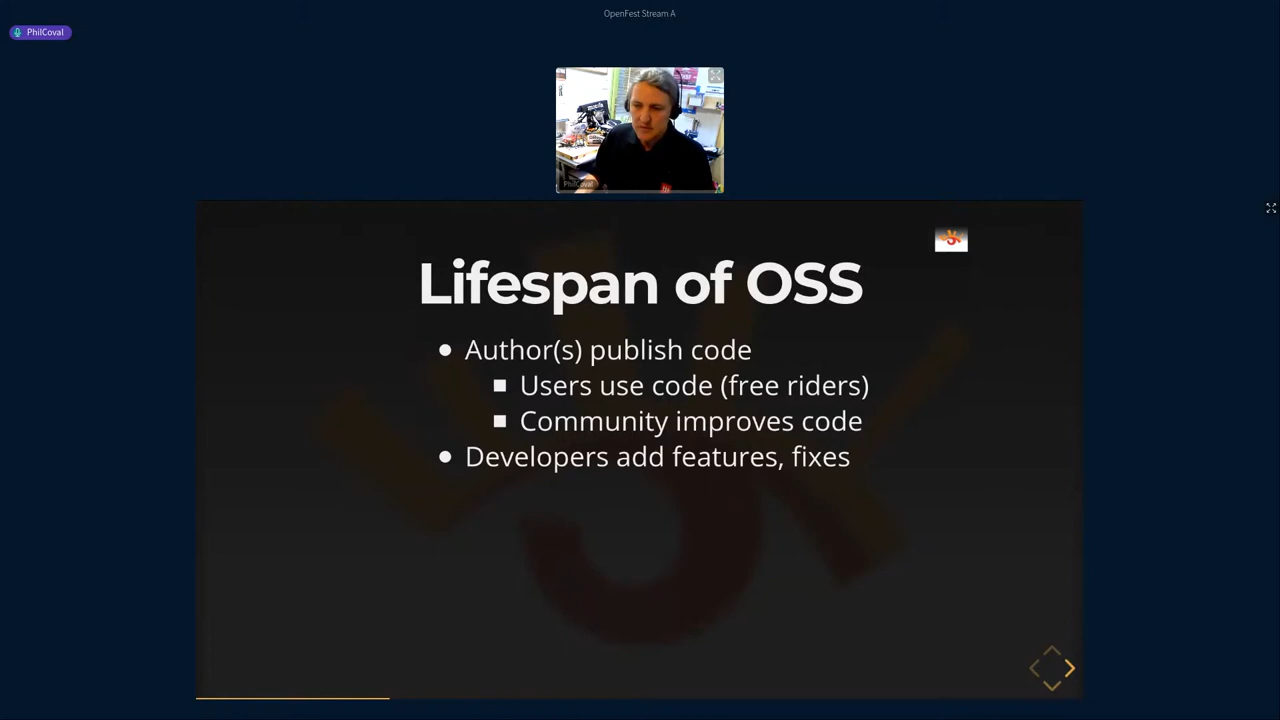 OpenFest Stream A
PhilCoval
PhilCoval
Lifespan of OSS
Author(s) publish code
Users use code (free riders)
Community improves code
Developers add features, fixes